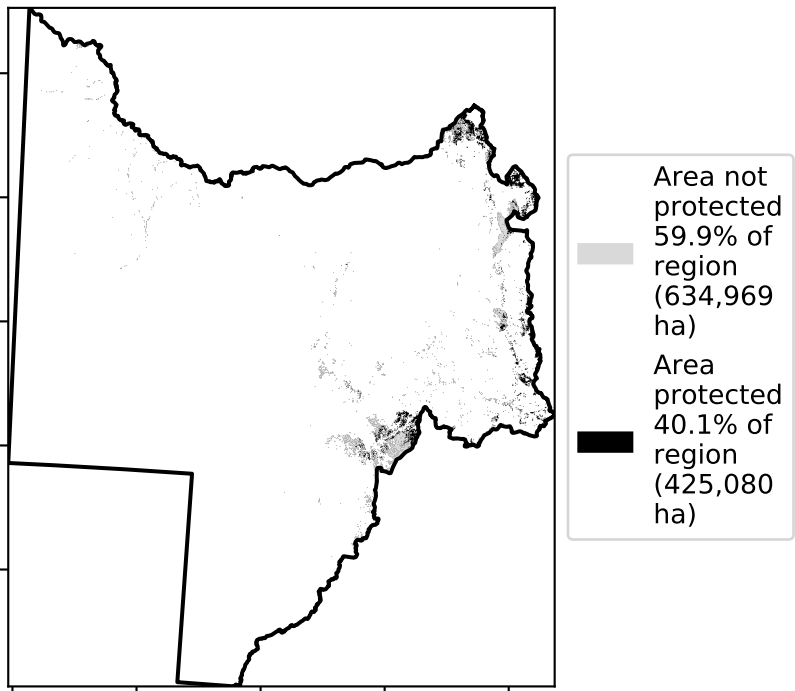 Area not
protected
59.9% of
region
(634,969
ha)
Area
protected
40.1% of
region
(425,080
ha)